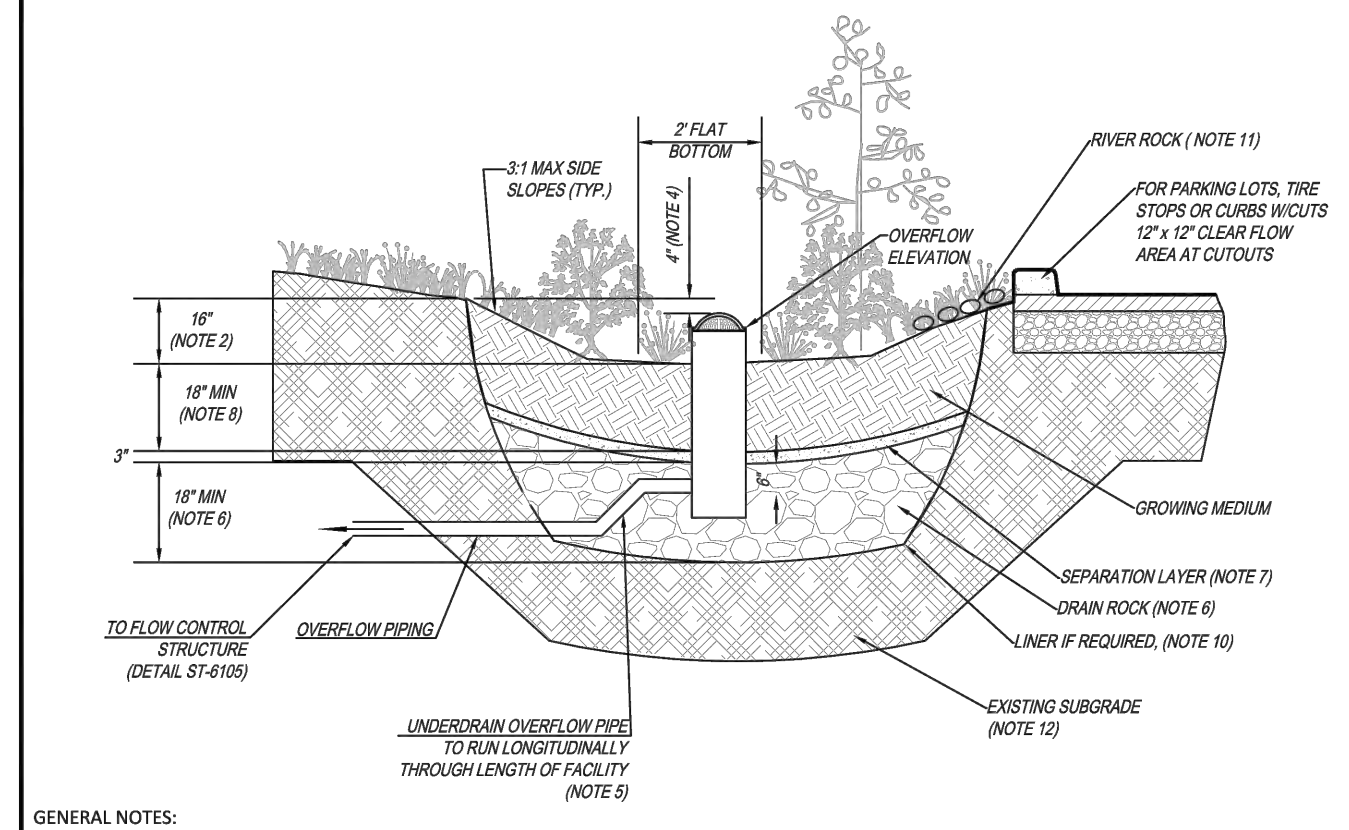 2' FLAT
BOTTOM
3:1 MAX SIDE
SLOPES (TYP.)
4" (NOTE 4)
RIVER ROCK ( NOTE 11)
FOR PARKING LOTS, TIRE
STOPS OR CURBS W/CUTS
12" x 12" CLEAR FLOW
AREA AT CUTOUTS
OVERFLOW
ELEVATION
16"
(NOTE 2)
18" MIN
(NOTE 8)
3"
18" MIN
(NOTE 6)
6"
GROWING MEDIUM
SEPARATION LAYER (NOTE 7)
DRAIN ROCK (NOTE 6)
LINER IF REQUIRED, (NOTE 10)
TO FLOW CONTROL
STRUCTURE
(DETAIL ST-6105)
OVERFLOW PIPING
EXISTING SUBGRADE
(NOTE 12)
UNDERDRAIN OVERFLOW PIPE
TO RUN LONGITUDINALLY
THROUGH LENGTH OF FACILITY
(NOTE 5)
GENERAL NOTES: